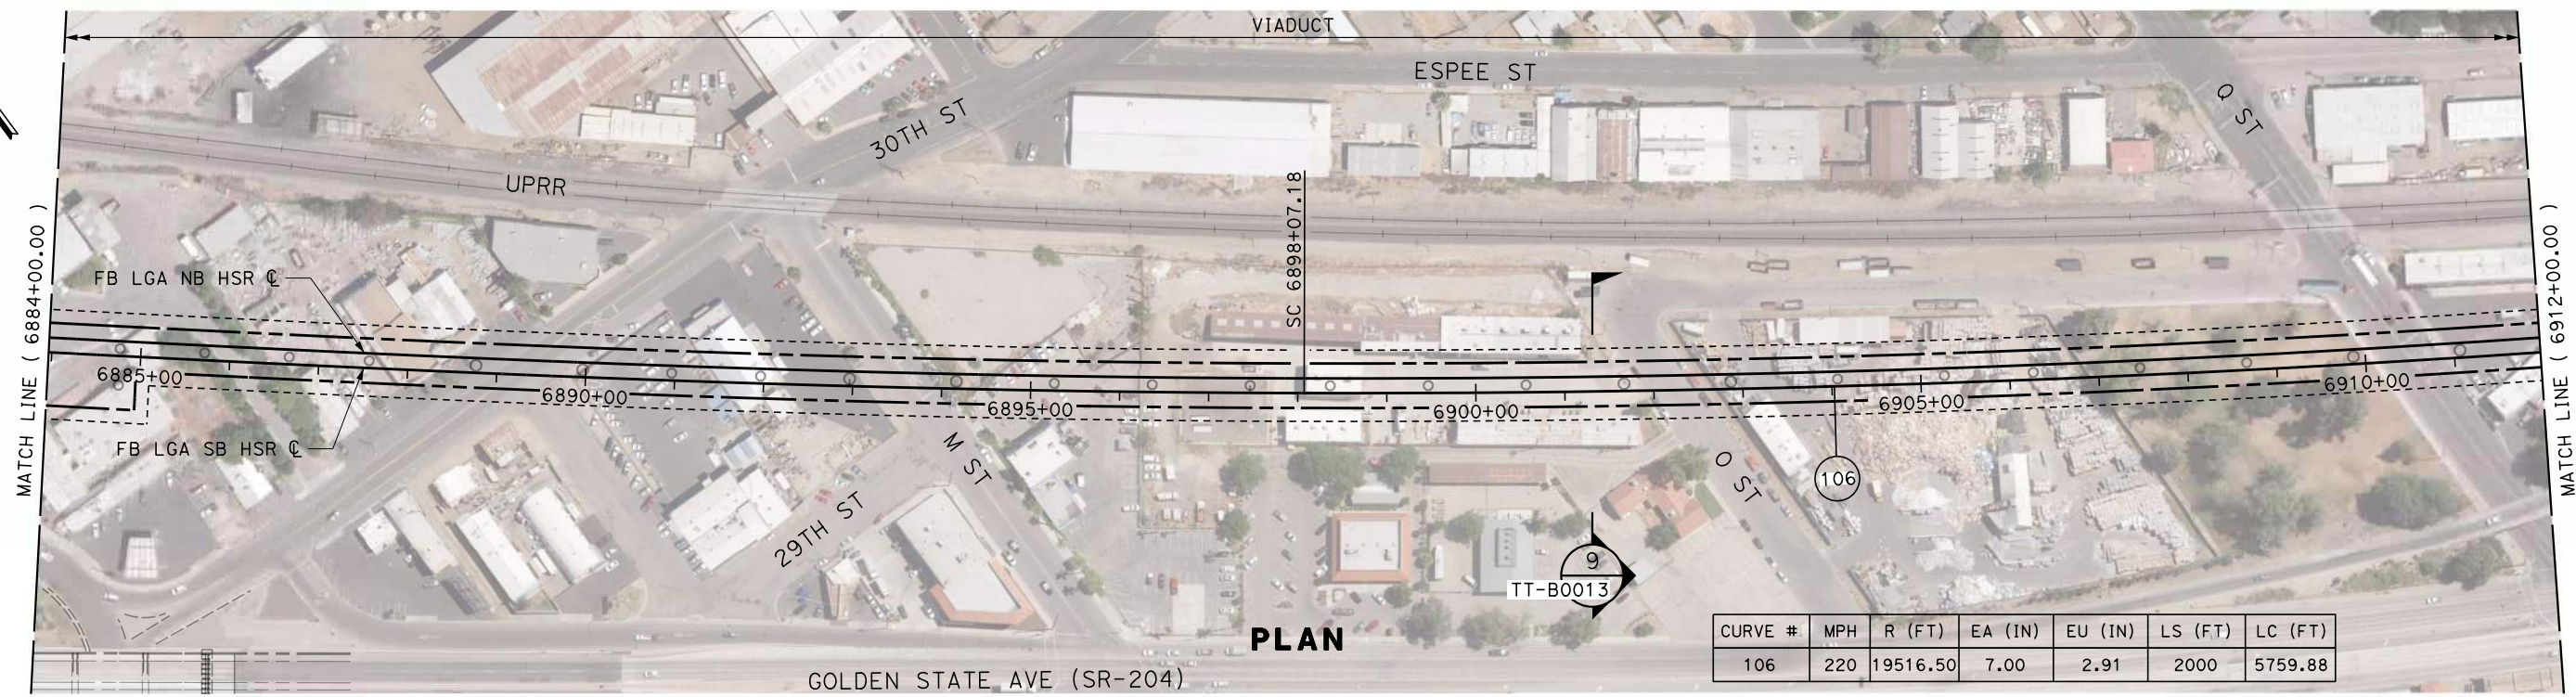 VIADUCT
ESPEE ST
Q ST
30TH ST
UPRR
SC 6898+07.18
MATCH LINE ( 6884+00.00 )
MATCH LINE ( 6912+00.00 )
FB LGA NB HSR ℄
6885+00
6890+00
6895+00
6900+00
6905+00
6910+00
FB LGA SB HSR ℄
M ST
O ST
106
29TH ST
9
TT-B0013
PLAN
GOLDEN STATE AVE (SR-204)
CURVE # MPH R (FT) EA (IN) EU (IN) LS (FT) LC (FT)
106 220 19516.50 7.00 2.91 2000 5759.88